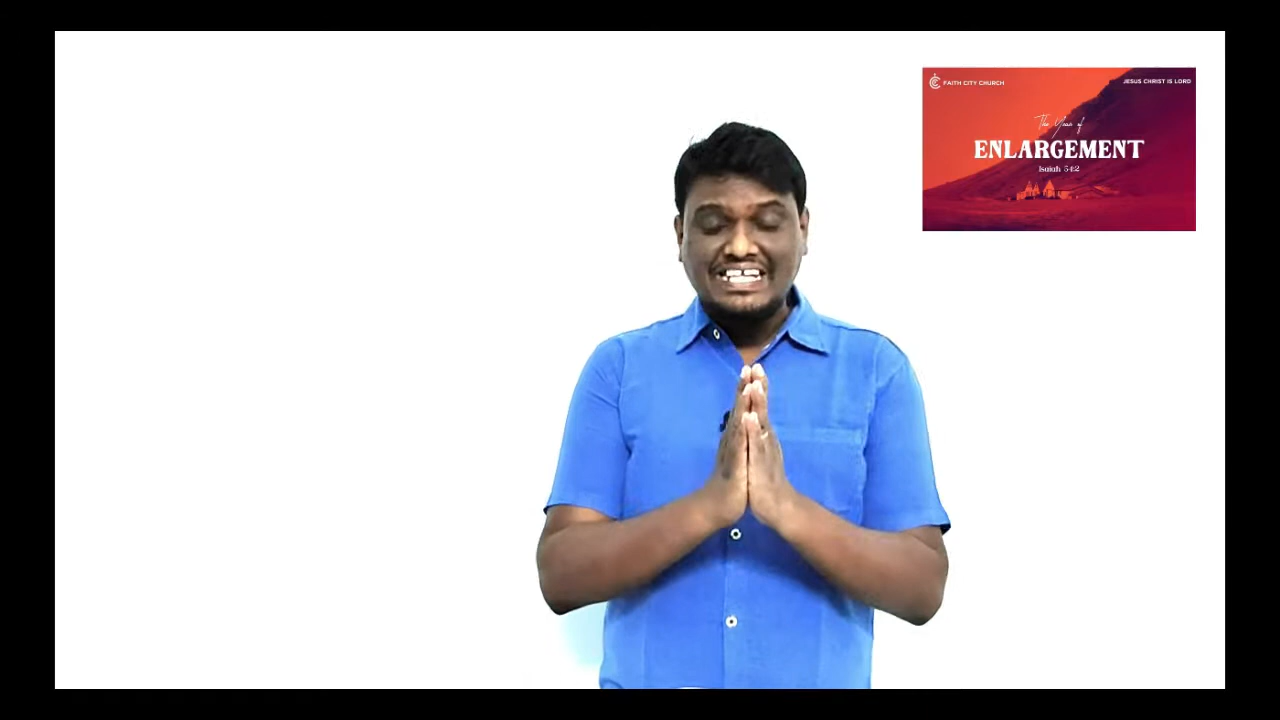 FAITH CITY CHURCH
JESUS CHRIST IS LORD
The Year of
ENLARGEMENT
Isaiah 54:2